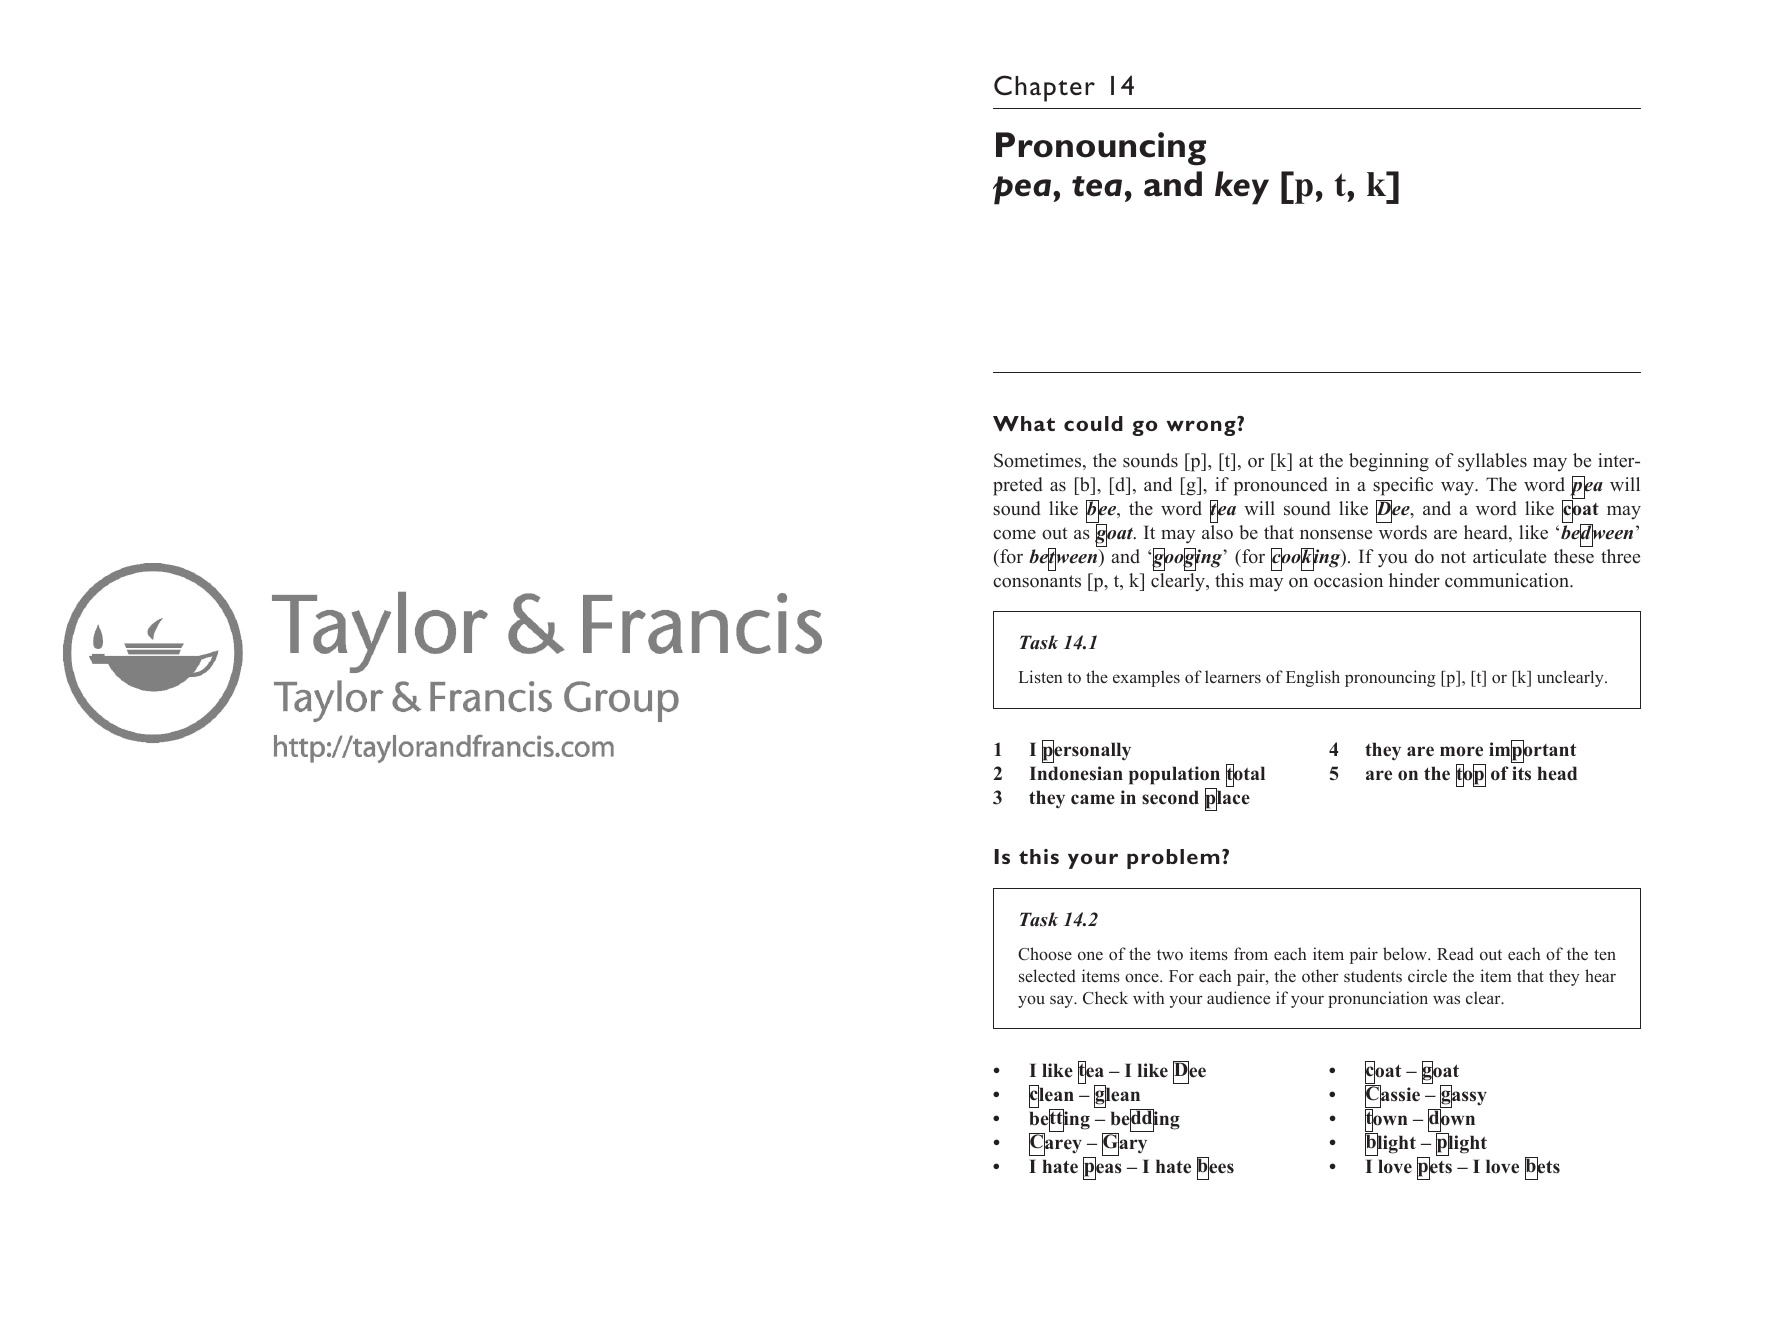 Taylor & Francis
Taylor & Francis Group
http://taylorandfrancis.com
Chapter 14
Pronouncing
pea, tea, and key [p, t, k]
What could go wrong?
Sometimes, the sounds [p], [t], or [k] at the beginning of syllables may be inter-
preted as [b], [d], and [g], if pronounced in a specific way. The word pea will
sound like bee, the word tea will sound like Dee, and a word like coat may
come out as goat. It may also be that nonsense words are heard, like ‘bedween’
(for between) and ‘googing’ (for cooking). If you do not articulate these three
consonants [p, t, k] clearly, this may on occasion hinder communication.
Task 14.1
Listen to the examples of learners of English pronouncing [p], [t] or [k] unclearly.
1 I personally
2 Indonesian population total
3 they came in second place
4 they are more important
5 are on the top of its head
Is this your problem?
Task 14.2
Choose one of the two items from each item pair below. Read out each of the ten
selected items once. For each pair, the other students circle the item that they hear
you say. Check with your audience if your pronunciation was clear.
• I like tea – I like Dee
• clean – glean
• betting – bedding
• Carey – Gary
• I hate peas – I hate bees
• coat – goat
• Cassie – gassy
• town – down
• blight – plight
• I love pets – I love bets